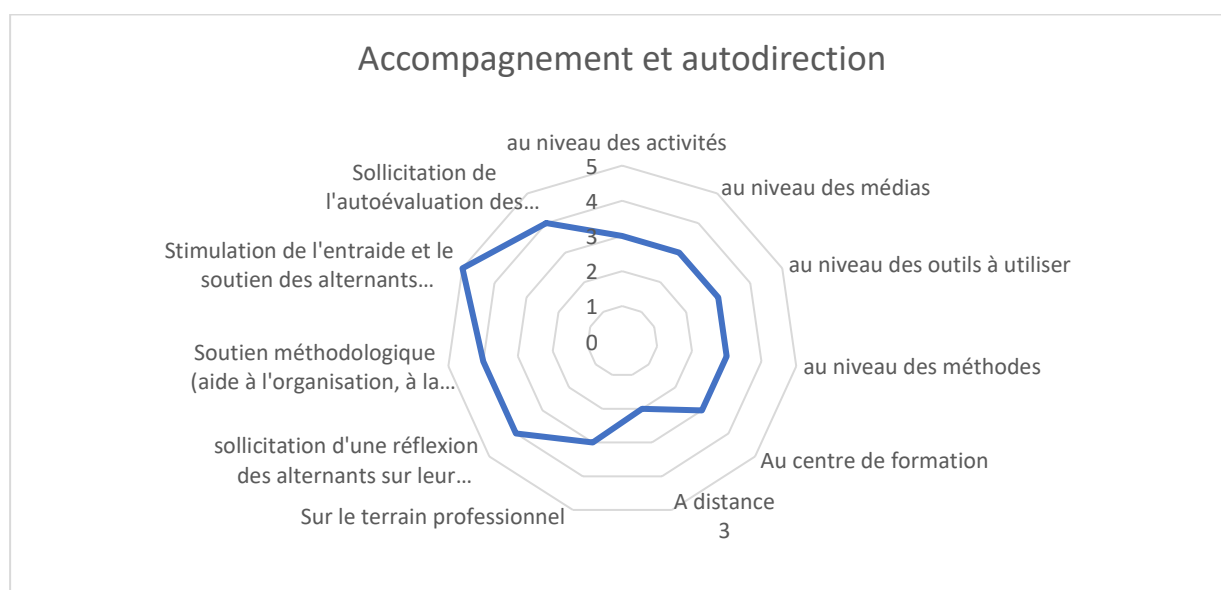 Accompagnement et autodirection
au niveau des activités
au niveau des médias
au niveau des outils à utiliser
au niveau des méthodes
Au centre de formation
A distance
3
Sur le terrain professionnel
sollicitation d'une réflexion
des alternants sur leur...
Soutien méthodologique
(aide à l'organisation, à la...
Stimulation de l'entraide et le
soutien des alternants...
Sollicitation de
l'autoévaluation des...
5
4
3
2
1
0